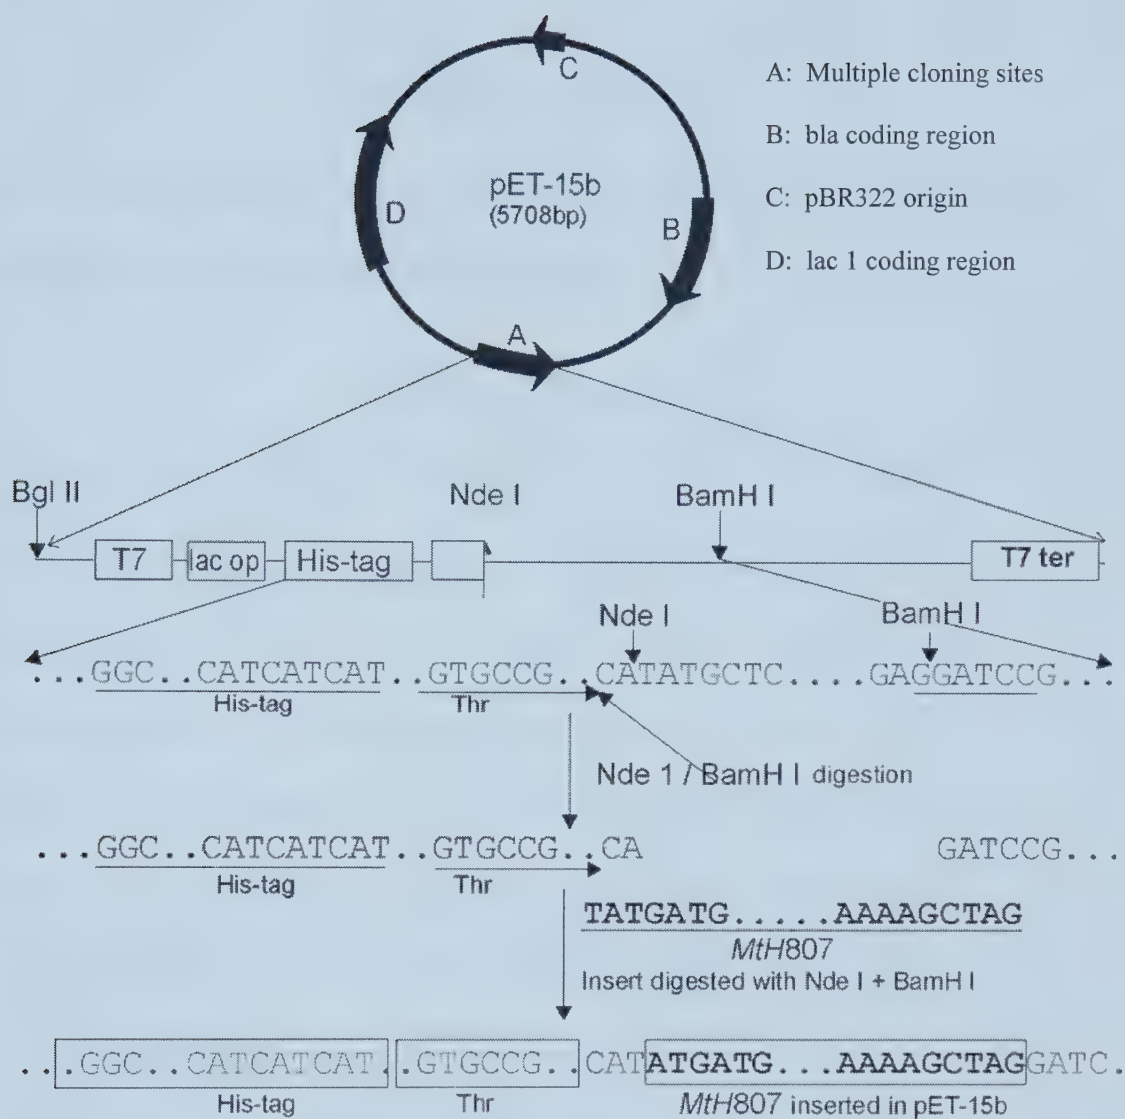 C
A: Multiple cloning sites
B: bla coding region
pET-15b
(5708bp)
D
B
C: pBR322 origin
D: lac 1 coding region
A
Bgl II
Nde I
BamH I
T7
lac op
His-tag
T7 ter
Nde I
BamH I
...GGC..CATCATCAT..GTGCCG..CATATGCTC....GAGGATCCG...
His-tag
Thr
Nde 1 / BamH I digestion
...GGC..CATCATCAT..GTGCCG..CA GATCCG...
His-tag
Thr
TATGATG.....AAAAGCTAG
MtH807
Insert digested with Nde I + BamH I
...GGC..CATCATCAT..GTGCCG..CATATGATG...AAAAGCTAGGATC.
His-tag
Thr
MtH807 inserted in pET-15b